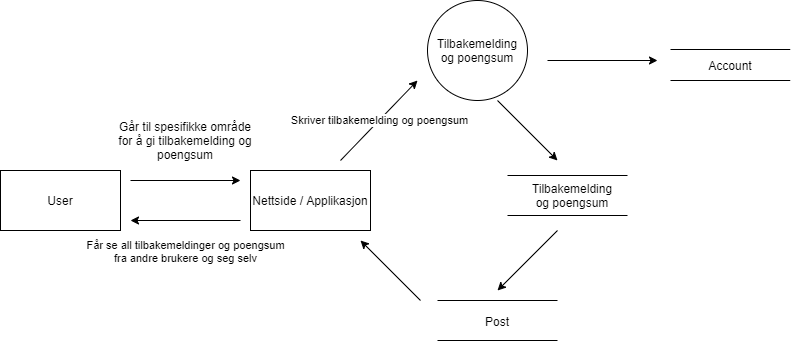 Tilbakemelding
og poengsum
Account
Skriver tilbakemelding og poengsum
Går til spesifikke område
for å gi tilbakemelding og
poengsum
User
Nettside / Applikasjon
Tilbakemelding
og poengsum
Får se all tilbakemeldinger og poengsum
fra andre brukere og seg selv
Post